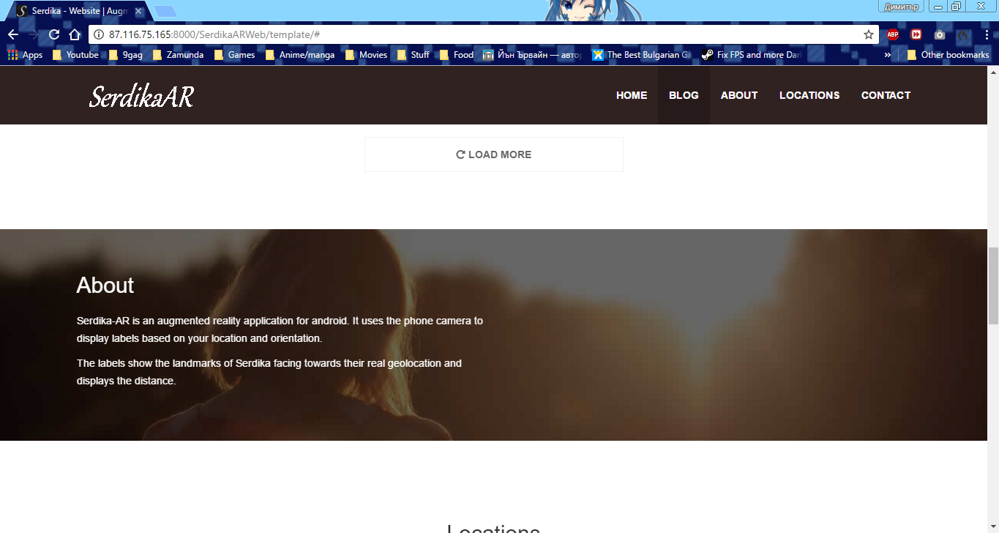 Serdika - Website | Augm
Димитър
87.116.75.165:8000/SerdikaARWeb/template/#
ABP
Apps Youtube 9gag Zamunda Games Anime/manga Movies Stuff Food Йън Ървайн — автор The Best Bulgarian Ga Fix FPS and more Dark » Other bookmarks
SerdikaAR
HOME BLOG ABOUT LOCATIONS CONTACT
LOAD MORE
About
Serdika-AR is an augmented reality application for android. It uses the phone camera to
display labels based on your location and orientation.
The labels show the landmarks of Serdika facing towards their real geolocation and
displays the distance.
Locations